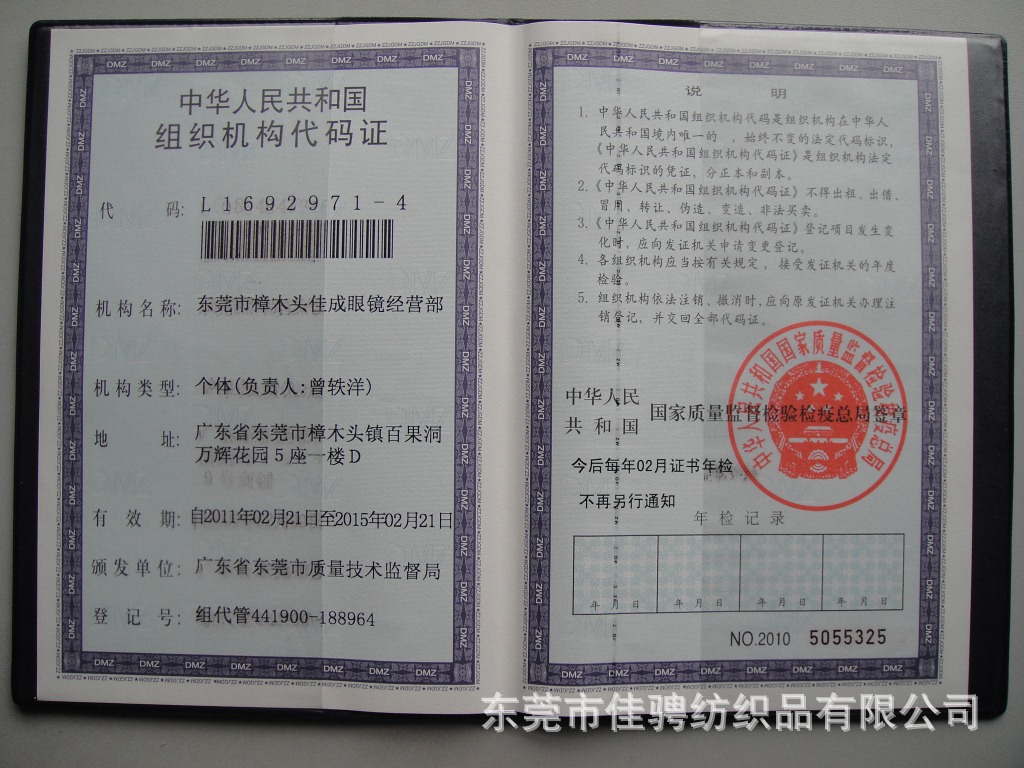 中华人民共和国
组织机构代码证
代 码: L1692971-4
机构名称: 东莞市樟木头佳成眼镜经营部
机构类型: 个体(负责人:曾轶洋)
地 址: 广东省东莞市樟木头镇百果洞
万辉花园5座一楼D
有 效 期: 自2011年02月21日至2015年02月21日
颁发单位: 广东省东莞市质量技术监督局
登 记 号: 组代管441900-188964
说 明
1. 中华人民共和国组织机构代码是组织机构在中华人
民共和国境内唯一的 ，始终不变的法定代码标识，
《中华人民共和国组织机构代码证》是组织机构法定
代码标识的凭证，分正本和副本。
2.《中华人民共和国组织机构代码证》不得出租、出借、
冒用、转让、伪造、变造、非法买卖。
3.《中华人民共和国组织机构代码证》登记项目发生变
化时，应向发证机关申请变更登记。
4. 各组织机构应当按有关规定，接受发证机关的年度
检验。
5. 组织机构依法注销、撤消时，应向原发证机关办理注
销登记，并交回全部代码证。
中华人民
共和国 国家质量监督检验检疫总局签章
中华人民共和国国家质量监督检验检疫总局
今后每年02月证书年检
不再另行通知
年检记录
年 月 日 年 月 日 年 月 日 年 月 日
NO.2010 5055325
东莞市佳骋纺织品有限公司